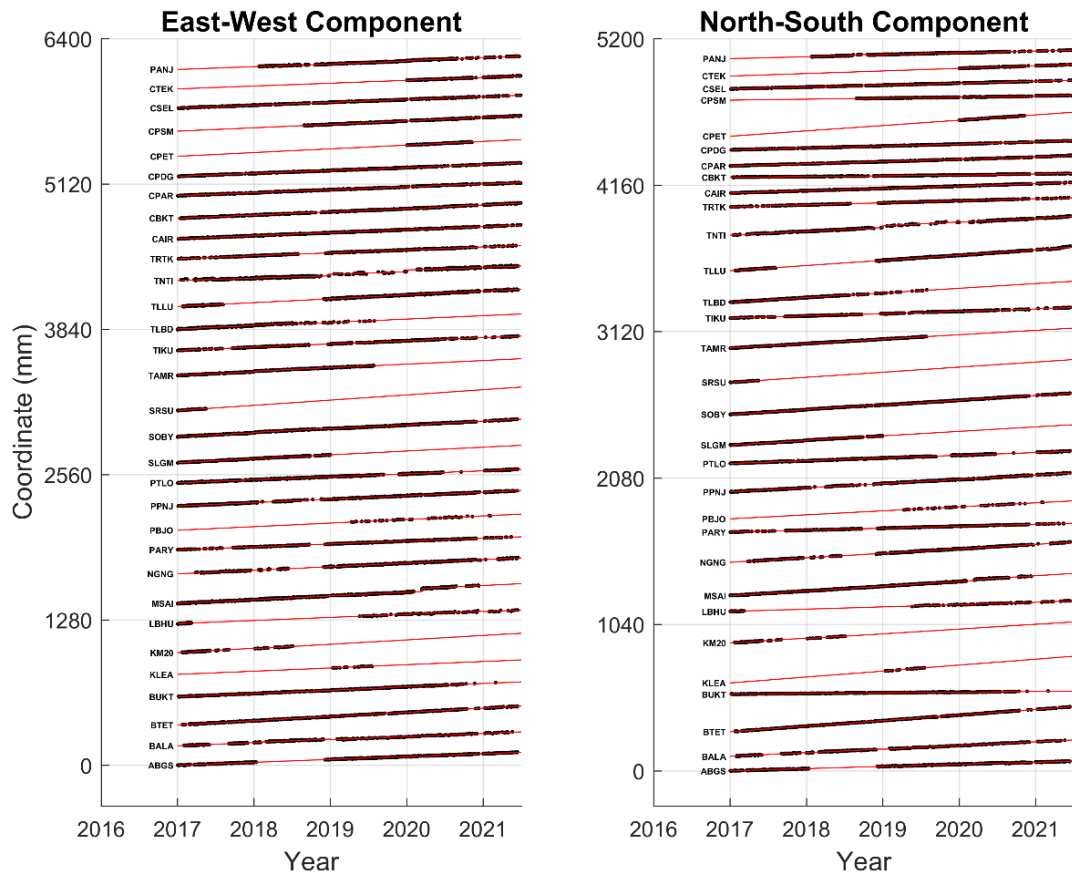 East-West Component
Coordinate (mm)
6400
5120
3840
2560
1280
0
PANJ
CTEK
CSEL
CPSM
CPET
CPDG
CPAR
CBKT
CAIR
TRTK
TNTI
TLLU
TLBD
TIKU
TAMR
SRSU
SOBY
SLGM
PTLO
PPNJ
PBJO
PARY
NGNG
MSAI
LBHU
KM20
KLEA
BUKT
BTET
BALA
ABGS
2016 2017 2018 2019 2020 2021
Year
North-South Component
5200
4160
3120
2080
1040
0
PANJ
CTEK
CSEL
CPSM
CPET
CPDG
CPAR
CBKT
CAIR
TRTK
TNTI
TLLU
TLBD
TIKU
TAMR
SRSU
SOBY
SLGM
PTLO
PPNJ
PBJO
PARY
NGNG
MSAI
LBHU
KM20
KLEA
BUKT
BTET
BALA
ABGS
2016 2017 2018 2019 2020 2021
Year